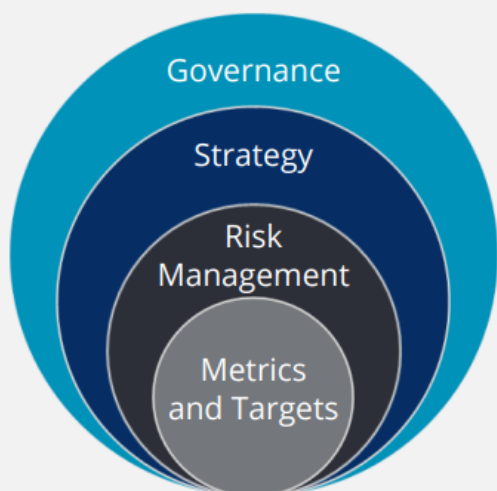 Governance
Strategy
Risk
Management
Metrics
and Targets